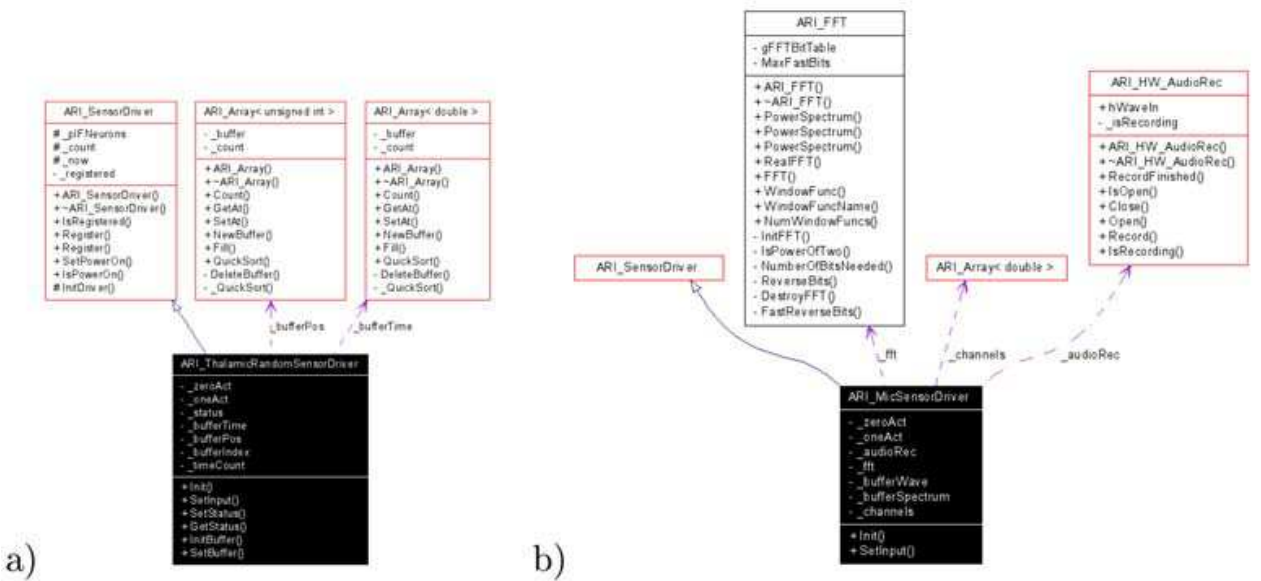 ARI_SensorDriver
# _pIFNeurons
# _count
# _now
- _registered
+ ARI_SensorDriver()
+ ~ARI_SensorDriver()
+ IsRegistered()
+ Register()
+ Register()
+ SetPowerOn()
+ IsPowerOn()
# InitDriver()
ARI_Array< unsigned int >
- _buffer
- _count
+ ARI_Array()
+ ~ARI_Array()
+ Count()
+ GetAt()
+ SetAt()
+ NewBuffer()
+ Fill()
+ QuickSort()
- DeleteBuffer()
- _QuickSort()
ARI_Array< double >
- _buffer
- _count
+ ARI_Array()
+ ~ARI_Array()
+ Count()
+ GetAt()
+ SetAt()
+ NewBuffer()
+ Fill()
+ QuickSort()
- DeleteBuffer()
- _QuickSort()
_bufferPos
_bufferTime
ARI_ThalamicRandomSensorDriver
- _zeroAct
- _oneAct
- _status
- _bufferTime
- _bufferPos
- _bufferIndex
- _timeCount
+ Init()
+ SetInput()
+ SetStatus()
+ GetStatus()
+ InitBuffer()
+ SetBuffer()
a)
ARI_FFT
- gFFTBitTable
- MaxFastBits
+ ARI_FFT()
+ ~ARI_FFT()
+ PowerSpectrum()
+ PowerSpectrum()
+ PowerSpectrum()
+ RealFFT()
+ FFT()
+ WindowFunc()
+ WindowFuncName()
+ NumWindowFuncs()
- InitFFT()
- IsPowerOfTwo()
- NumberOfBitsNeeded()
- ReverseBits()
- DestroyFFT()
- FastReverseBits()
ARI_HW_AudioRec
+ hWaveIn
- _isRecording
+ ARI_HW_AudioRec()
+ ~ARI_HW_AudioRec()
+ RecordFinished()
+ IsOpen()
+ Close()
+ Open()
+ Record()
+ IsRecording()
ARI_SensorDriver
ARI_Array< double >
_fft
_channels
_audioRec
ARI_MicSensorDriver
- _zeroAct
- _oneAct
- _audioRec
- _fft
- _bufferWave
- _bufferSpectrum
- _channels
+ Init()
+ SetInput()
b)